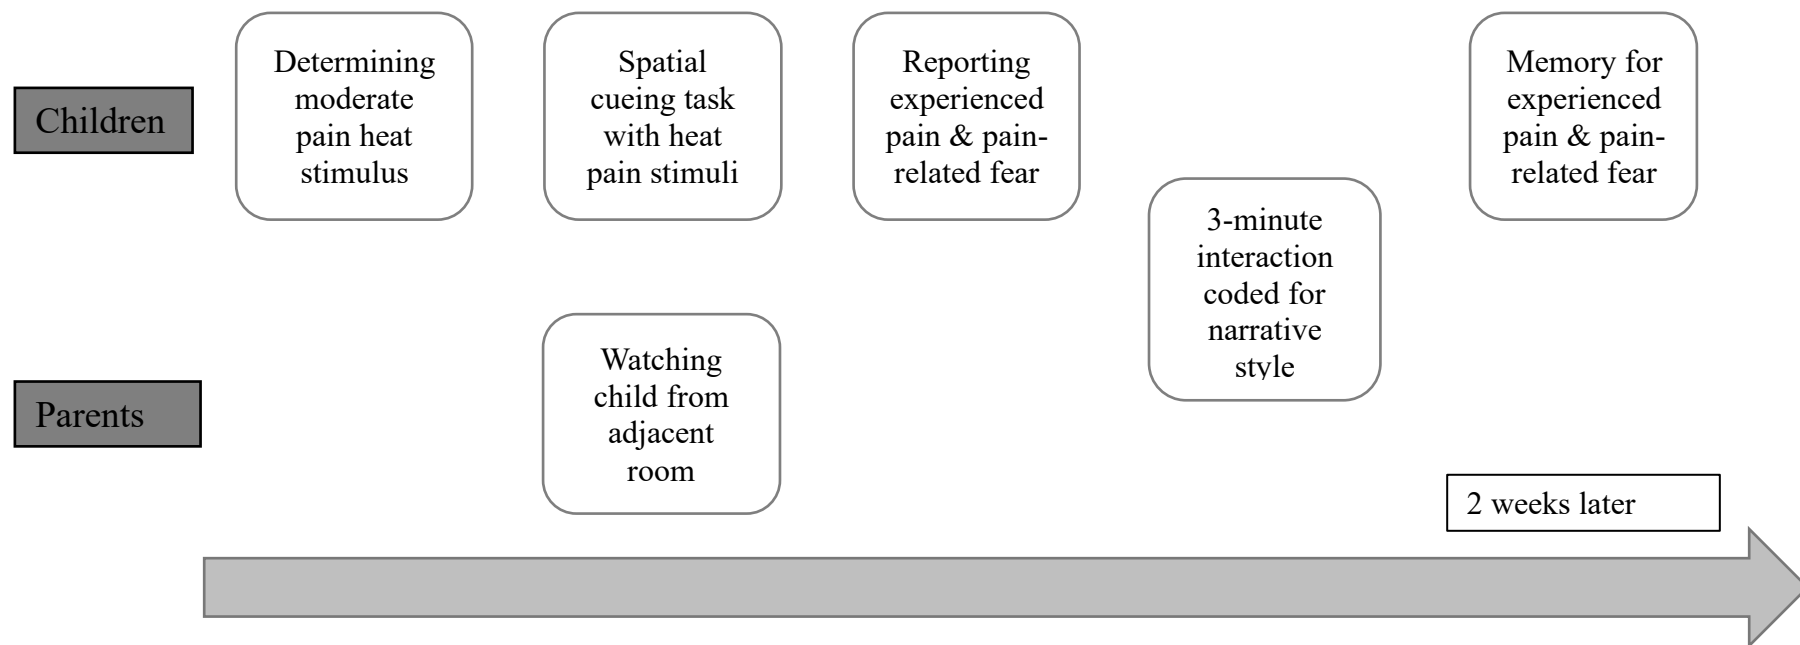 Children
Determining
moderate
pain heat
stimulus
Spatial
cueing task
with heat
pain stimuli
Reporting
experienced
pain & pain-
related fear
Memory for
experienced
pain & pain-
related fear
3-minute
interaction
coded for
narrative
style
Parents
Watching
child from
adjacent
room
2 weeks later